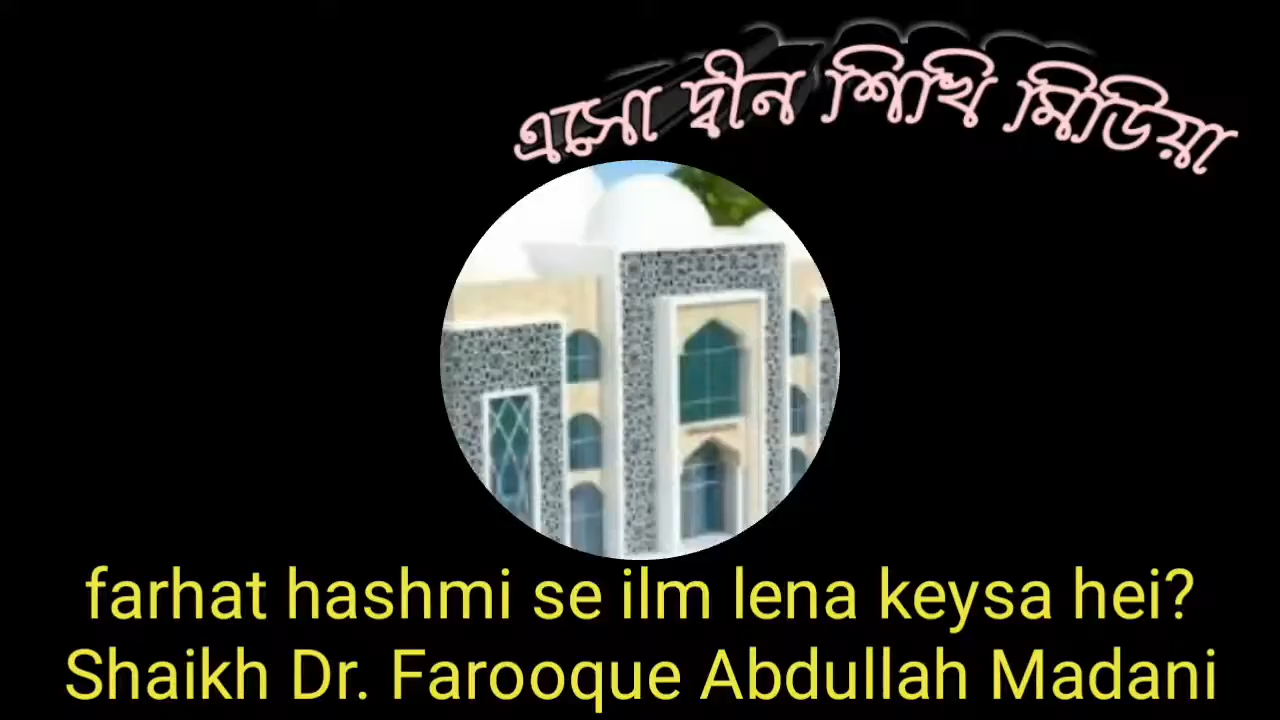 এসো দ্বীন শিখি মিডিয়া
farhat hashmi se ilm lena keysa hei?
Shaikh Dr. Farooque Abdullah Madani